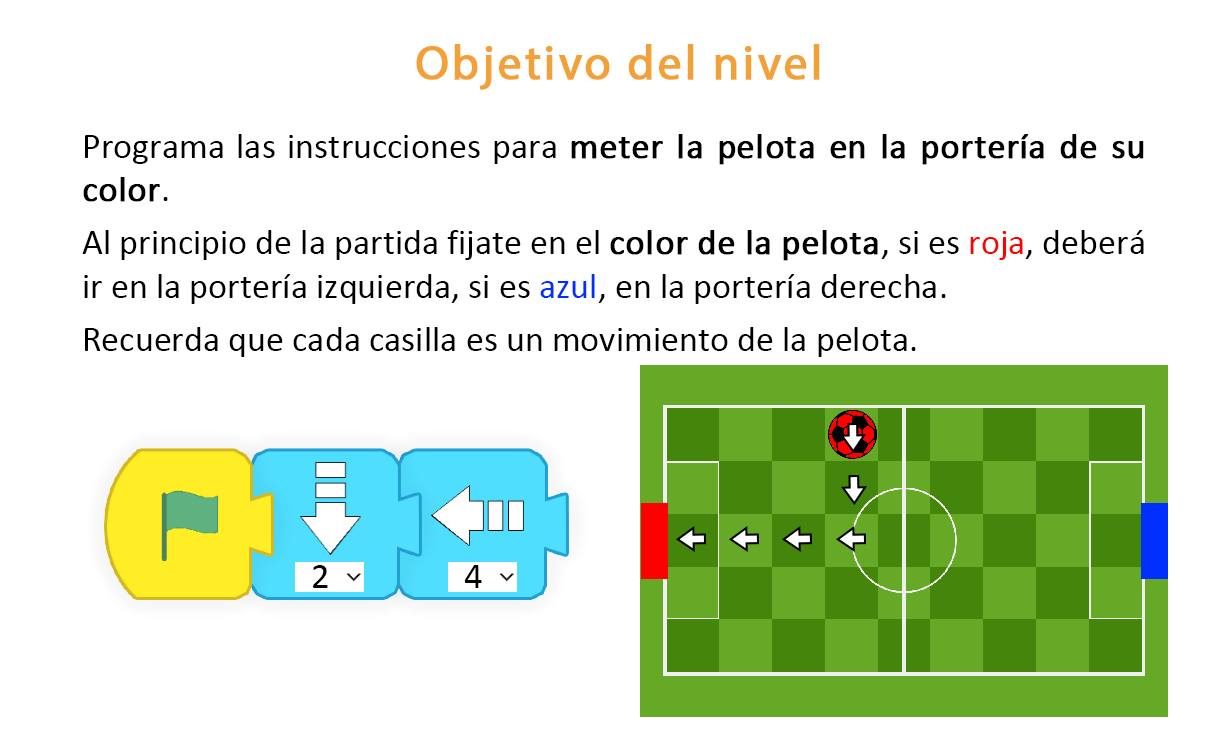 Objetivo del nivel
Programa las instrucciones para meter la pelota en la portería de su
color.
Al principio de la partida fijate en el color de la pelota, si es roja, deberá
ir en la portería izquierda, si es azul, en la portería derecha.
Recuerda que cada casilla es un movimiento de la pelota.
2
4